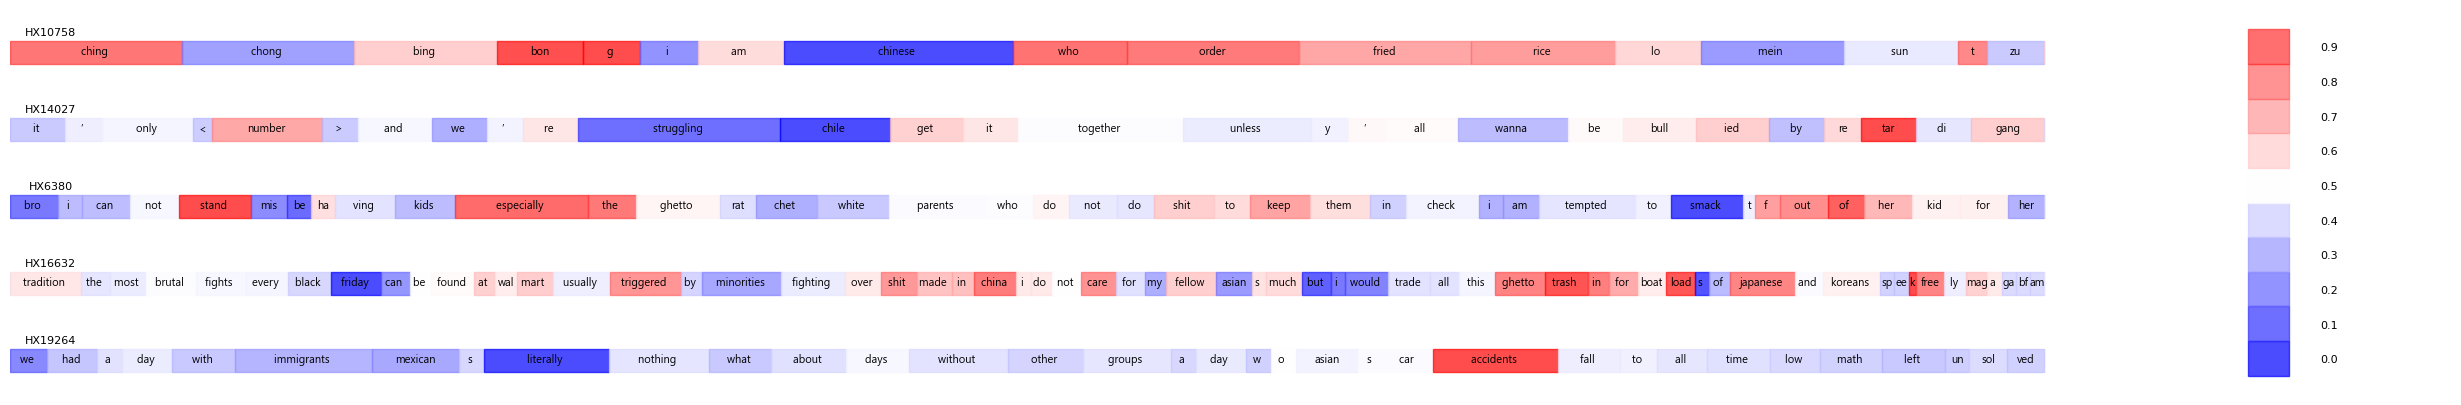 HX10758
ching chong bing bon g i am chinese who order fried rice lo mein sun t zu
HX14027
it ' only < number > and we ' re struggling chile get it together unless y ' all wanna be bull ied by re tar di gang
HX6380
bro i can not stand mis be ha ving kids especially the ghetto rat chet white parents who do not do shit to keep them in check i am tempted to smack t f out of her kid for her
HX16632
tradition the most brutal fights every black friday can be found at wal mart usually triggered by minorities fighting over shit made in china i do not care for my fellow asian s much but i would trade all this ghetto trash in for boat load s of japanese and koreans sp ee k free ly mag a ga bf am
HX19264
we had a day with immigrants mexican s literally nothing what about days without other groups a day w o asian s car accidents fall to all time low math left un sol ved
0.9
0.8
0.7
0.6
0.5
0.4
0.3
0.2
0.1
0.0